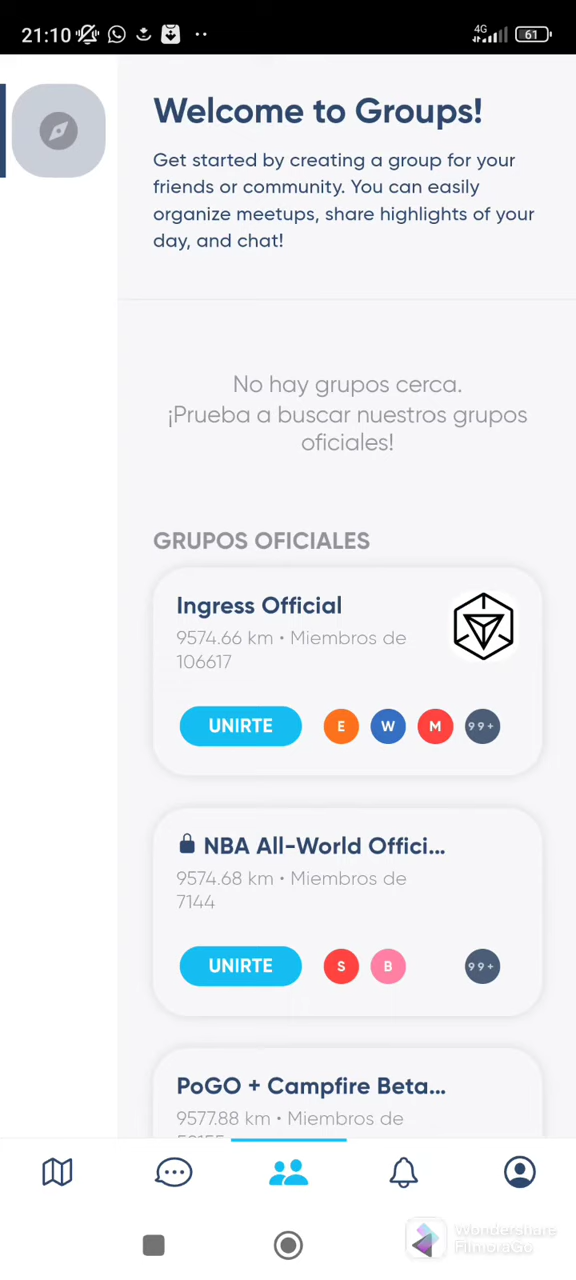 21:10
4G
61
Welcome to Groups!
Get started by creating a group for your
friends or community. You can easily
organize meetups, share highlights of your
day, and chat!
No hay grupos cerca.
¡Prueba a buscar nuestros grupos
oficiales!
GRUPOS OFICIALES
Ingress Official
9574.66 km • Miembros de
106617
UNIRTE
E
W
M
99+
NBA All-World Offici...
9574.68 km • Miembros de
7144
UNIRTE
S
B
99+
PoGO + Campfire Beta...
9577.88 km • Miembros de
Wondershare
FilmoraGo